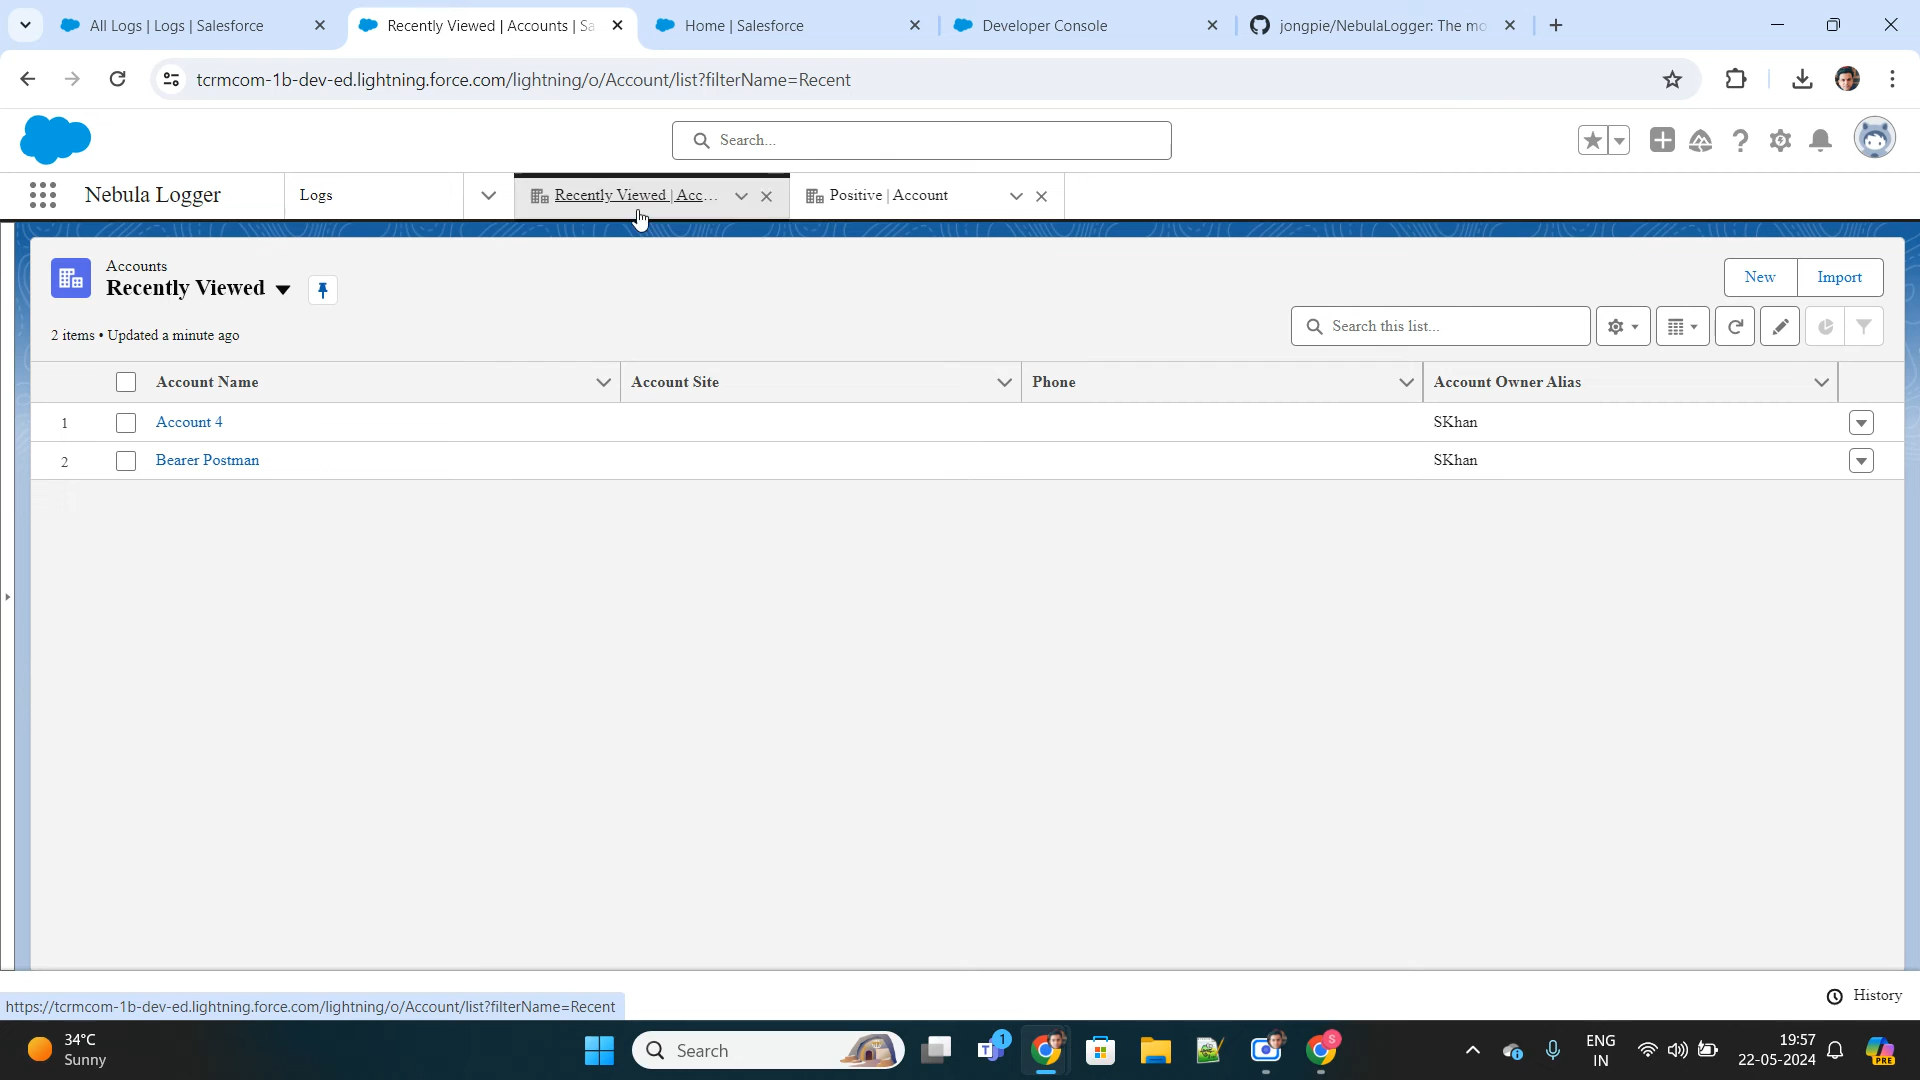 All Logs | Logs | Salesforce
Recently Viewed | Accounts | Sa
Home | Salesforce
Developer Console
jongpie/NebulaLogger: The mo
tcrmcom-1b-dev-ed.lightning.force.com/lightning/o/Account/list?filterName=Recent
Search...
Nebula Logger
Logs
Recently Viewed | Acc...
Positive | Account
Accounts
Recently Viewed
New
Import
2 items • Updated a minute ago
Search this list...
Account Name
Account Site
Phone
Account Owner Alias
1 Account 4 SKhan
2 Bearer Postman SKhan
History
https://tcrmcom-1b-dev-ed.lightning.force.com/lightning/o/Account/list?filterName=Recent
34°C
Sunny
Search
1
S
ENG
IN
19:57
22-05-2024
PRE